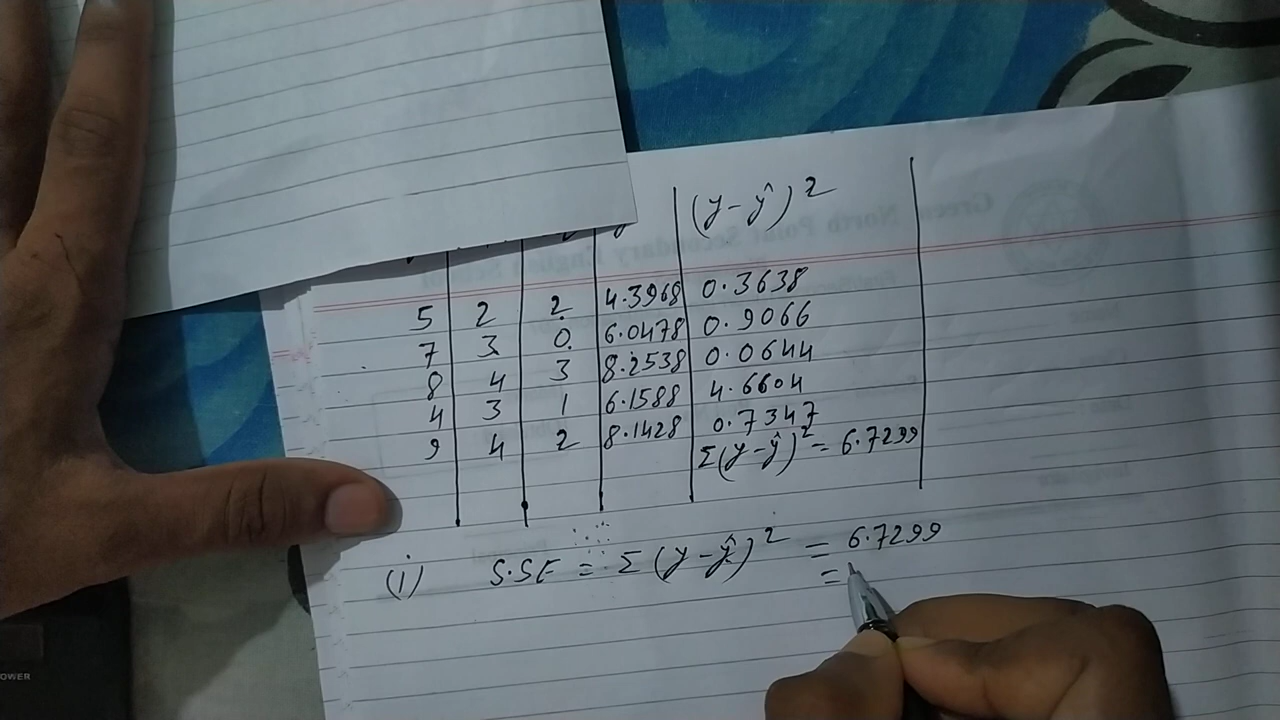 (y-ŷ)²
5 2 2 4.3968 0.3638
7 3 0 6.0478 0.9066
8 4 3 8.2538 0.0644
4 3 1 6.1588 4.6604
9 4 2 8.1428 0.7347
Σ(y-ŷ)² = 6.7299
(i) S.SE = Σ(y-ŷ)² = 6.7299
=
OWER